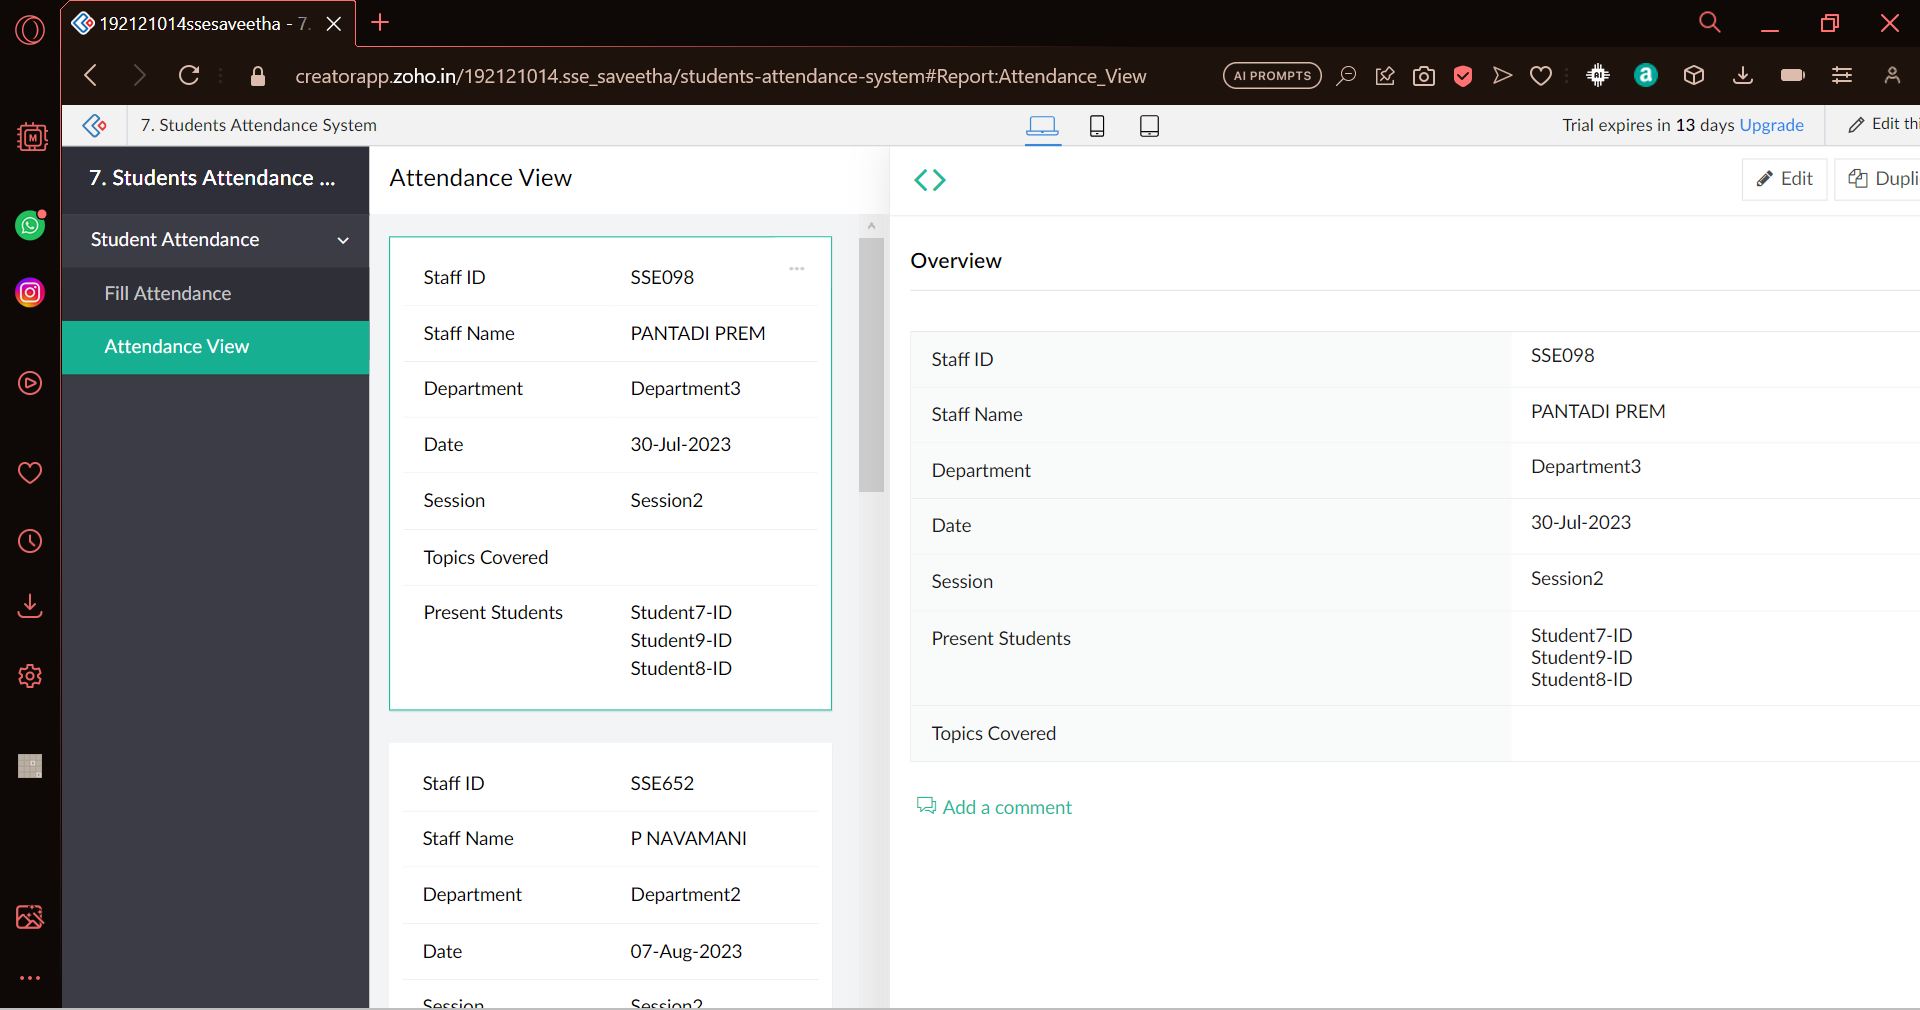 192121014ssesaveetha - 7.
creatorapp.zoho.in/192121014.sse_saveetha/students-attendance-system#Report:Attendance_View
AI PROMPTS
7. Students Attendance System
Trial expires in 13 days Upgrade
Edit thi
7. Students Attendance ...
Student Attendance
Fill Attendance
Attendance View
Attendance View
Staff ID SSE098
Staff Name PANTADI PREM
Department Department3
Date 30-Jul-2023
Session Session2
Topics Covered
Present Students Student7-ID
Student9-ID
Student8-ID
Staff ID SSE652
Staff Name P NAVAMANI
Department Department2
Date 07-Aug-2023
Session Session2
Edit
Dupli
Overview
Staff ID SSE098
Staff Name PANTADI PREM
Department Department3
Date 30-Jul-2023
Session Session2
Present Students Student7-ID
Student9-ID
Student8-ID
Topics Covered
Add a comment